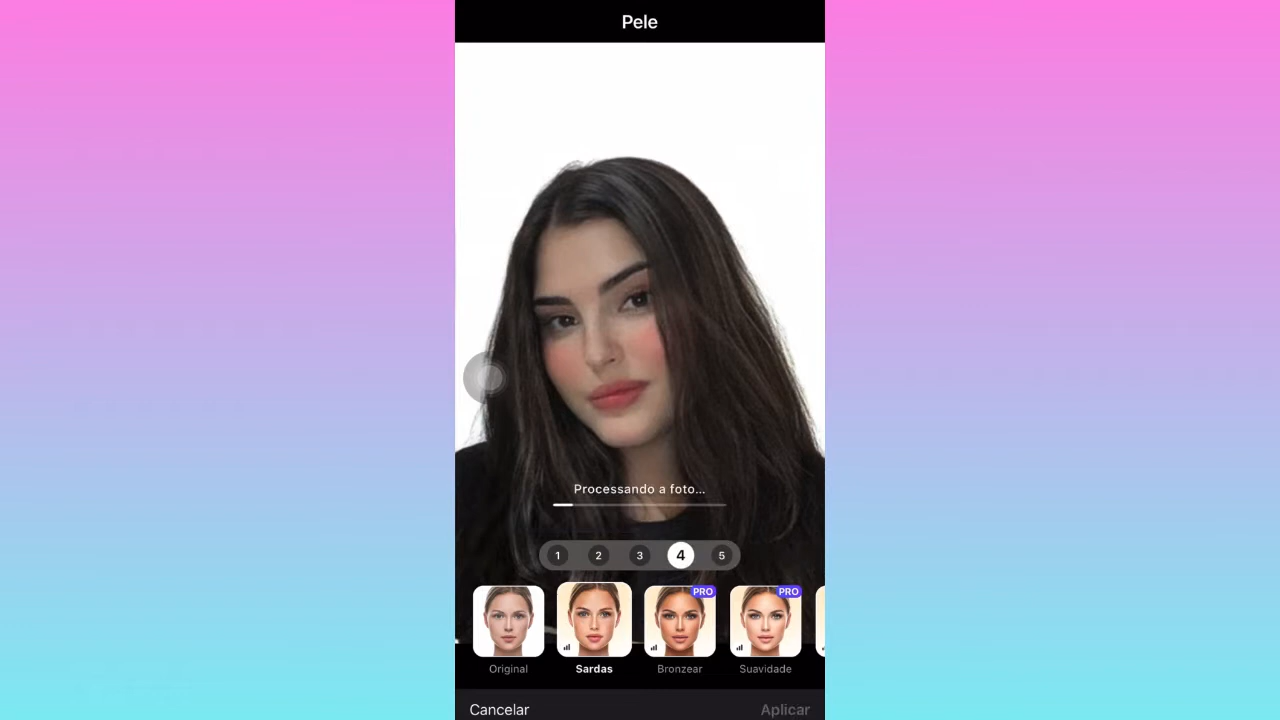 Pele
Processando a foto...
1 2 3 4 5
PRO PRO
Original Sardas Bronzear Suavidade
Cancelar Aplicar